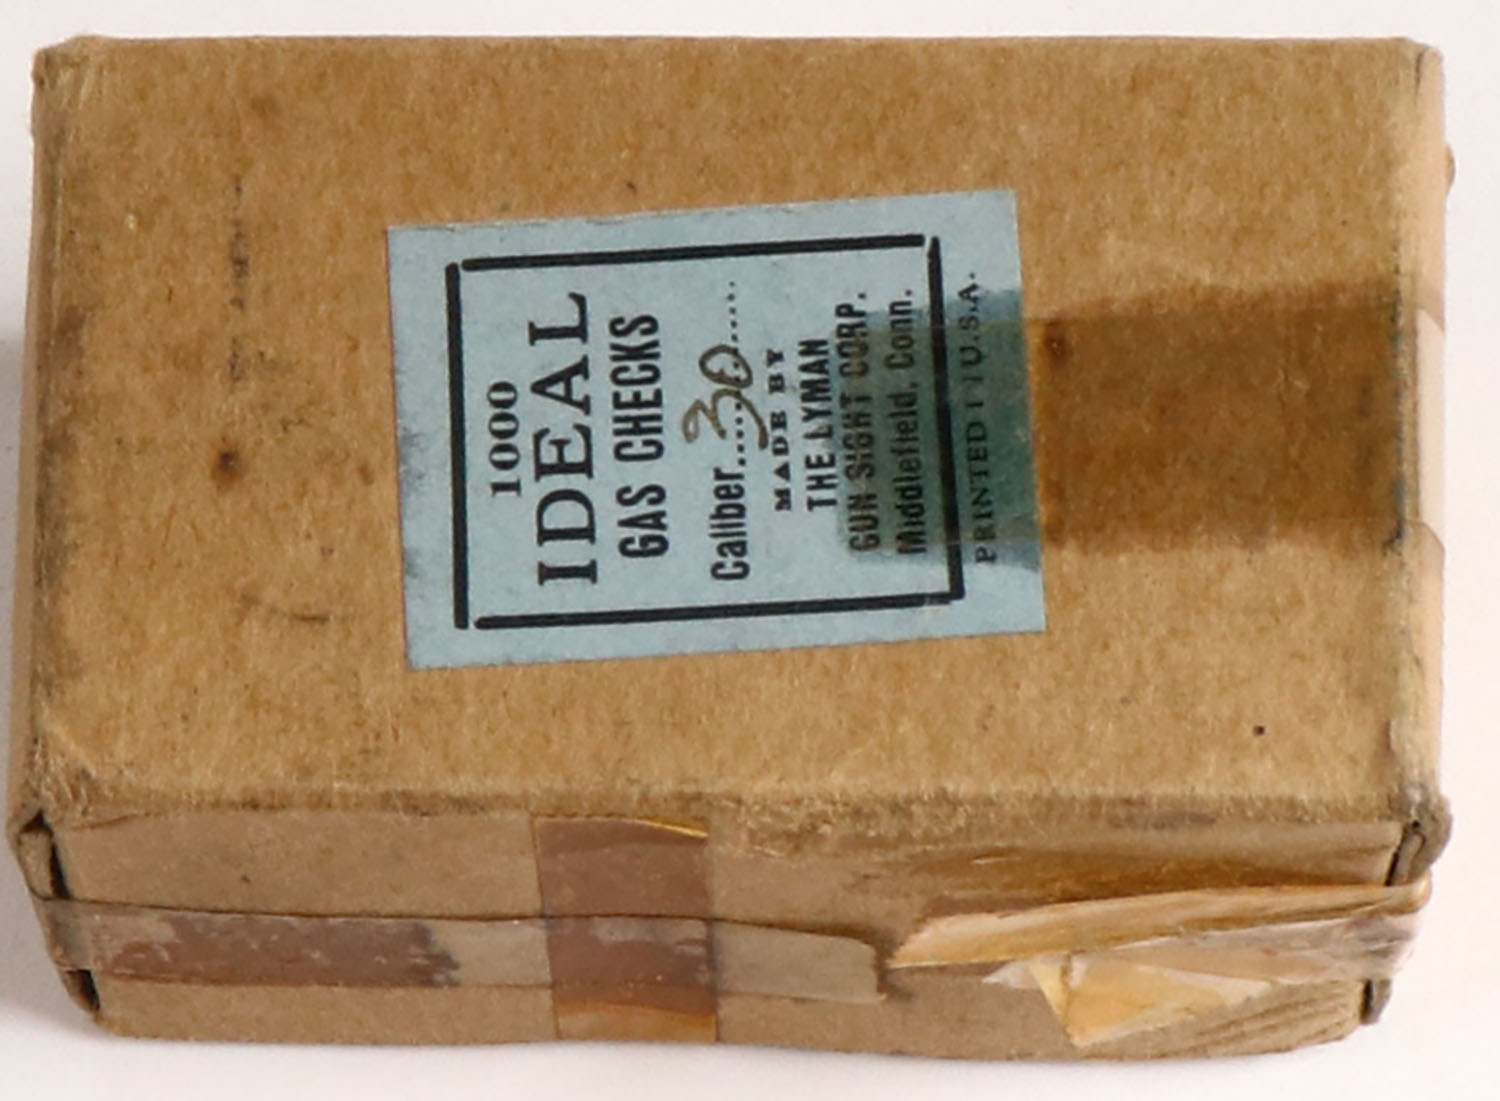 1000
IDEAL
GAS CHECKS
Caliber......30......
MADE BY
THE LYMAN
GUN SIGHT CORP.
Middlefield, Conn.
PRINTED IN U.S.A.